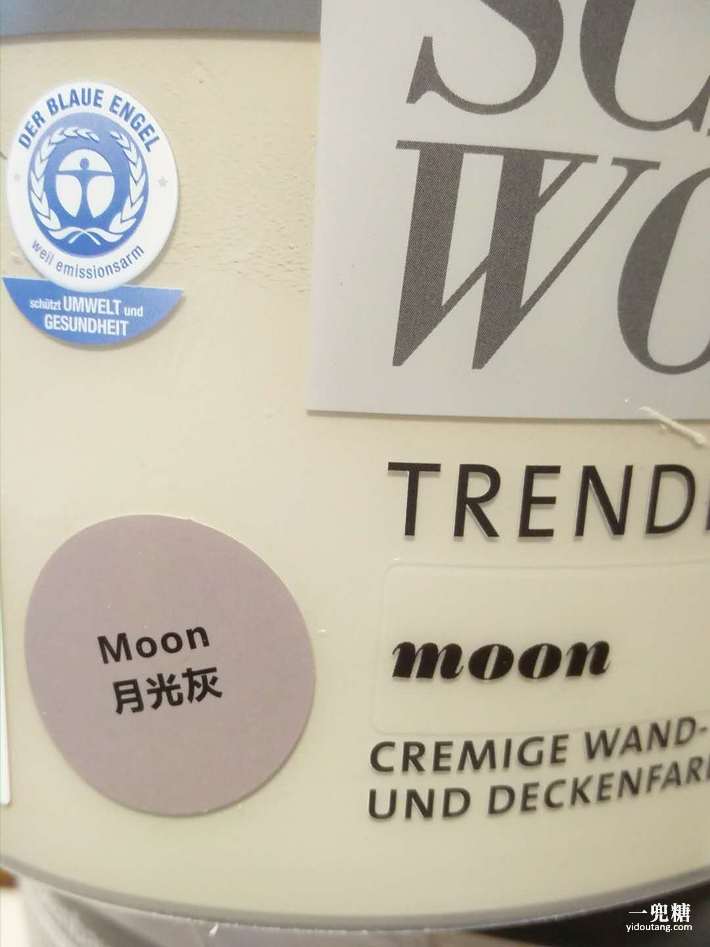 DER BLAUE ENGEL
weil emissionsarm
schützt UMWELT und
GESUNDHEIT
WO
TREND
moon
CREMIGE WAND-
UND DECKENFAR
Moon
月光灰
一兜糖
yidoutang.com